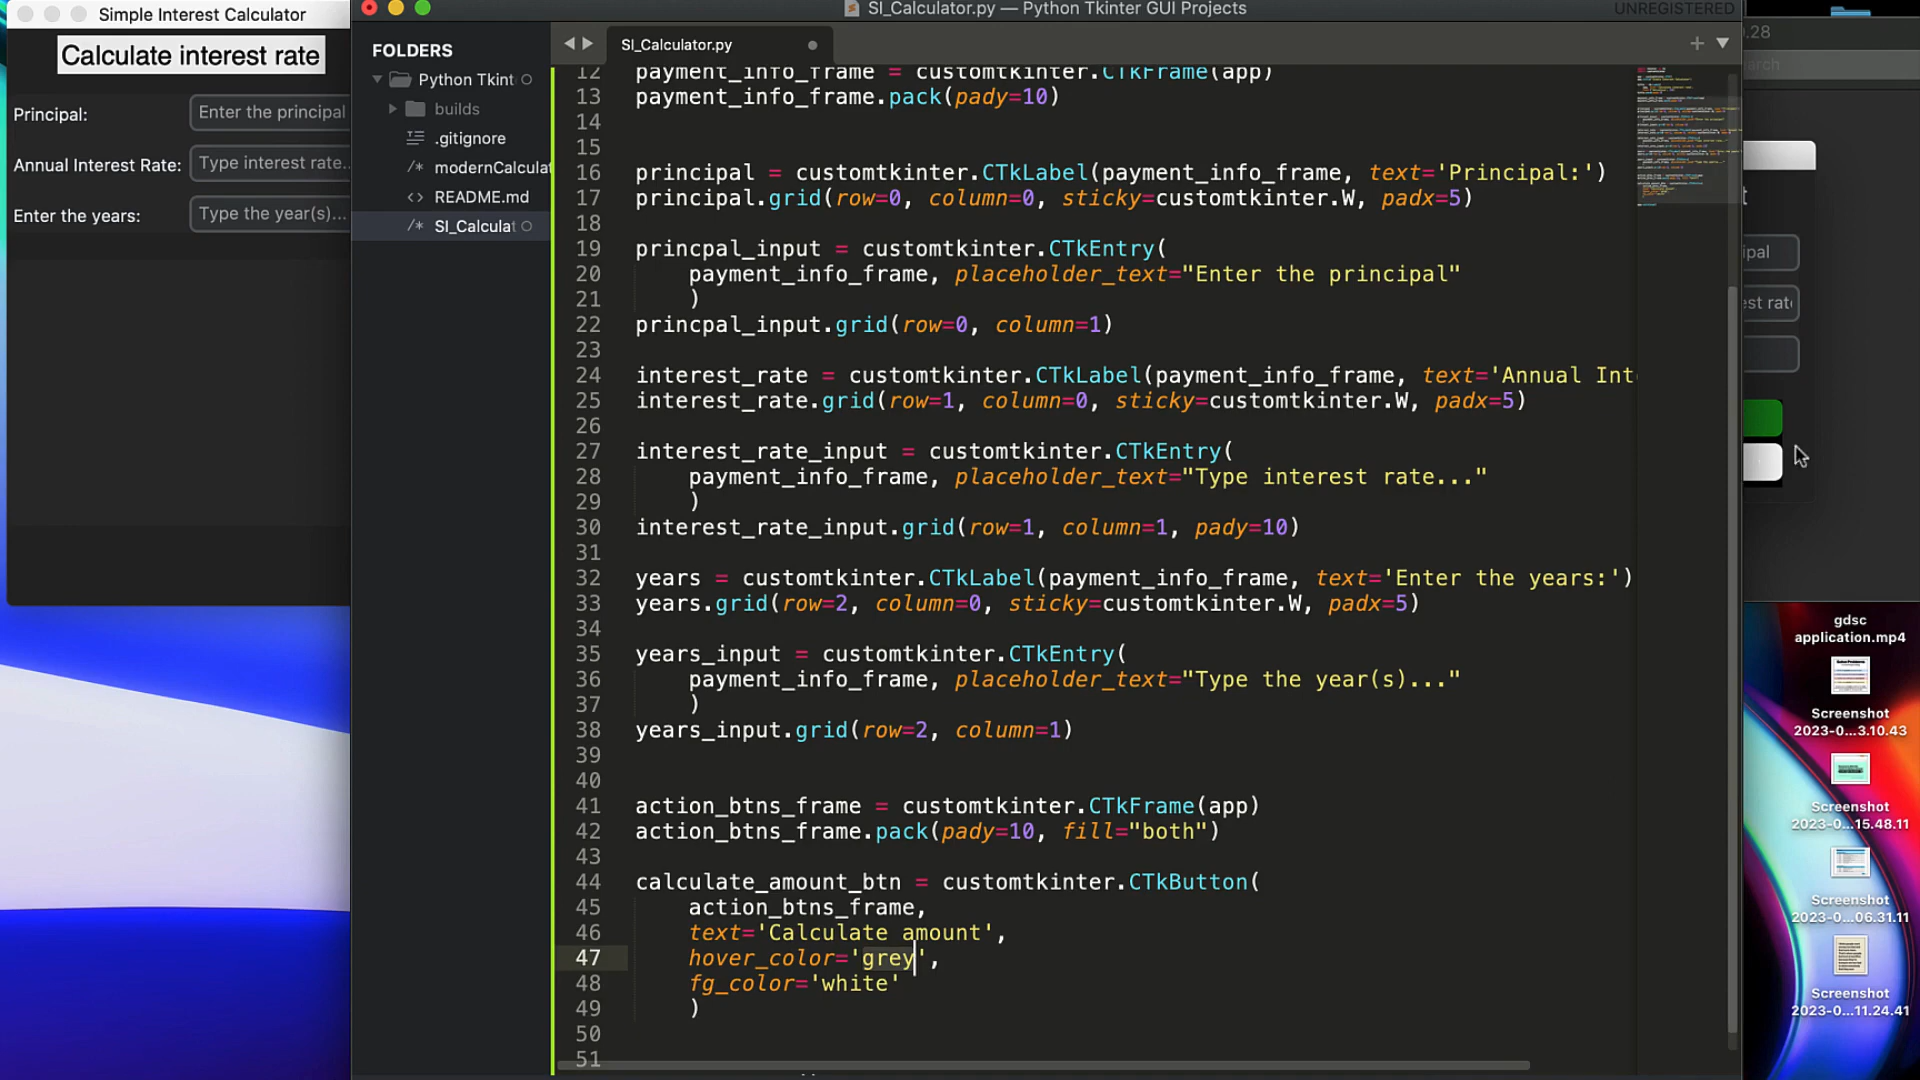 Simple Interest Calculator
Calculate interest rate
Principal:
Enter the principal
Annual Interest Rate:
Type interest rate..
Enter the years:
Type the year(s)...
SI_Calculator.py — Python Tkinter GUI Projects
UNREGISTERED
FOLDERS
Python Tkint
builds
.gitignore
modernCalculat
README.md
SI_Calculat
SI_Calculator.py
12 payment_info_frame = customtkinter.CTkFrame(app)
13 payment_info_frame.pack(pady=10)
14
15
16 principal = customtkinter.CTkLabel(payment_info_frame, text='Principal:')
17 principal.grid(row=0, column=0, sticky=customtkinter.W, padx=5)
18
19 princpal_input = customtkinter.CTkEntry(
20 payment_info_frame, placeholder_text="Enter the principal"
21 )
22 princpal_input.grid(row=0, column=1)
23
24 interest_rate = customtkinter.CTkLabel(payment_info_frame, text='Annual Int
25 interest_rate.grid(row=1, column=0, sticky=customtkinter.W, padx=5)
26
27 interest_rate_input = customtkinter.CTkEntry(
28 payment_info_frame, placeholder_text="Type interest rate..."
29 )
30 interest_rate_input.grid(row=1, column=1, pady=10)
31
32 years = customtkinter.CTkLabel(payment_info_frame, text='Enter the years:')
33 years.grid(row=2, column=0, sticky=customtkinter.W, padx=5)
34
35 years_input = customtkinter.CTkEntry(
36 payment_info_frame, placeholder_text="Type the year(s)..."
37 )
38 years_input.grid(row=2, column=1)
39
40
41 action_btns_frame = customtkinter.CTkFrame(app)
42 action_btns_frame.pack(pady=10, fill="both")
43
44 calculate_amount_btn = customtkinter.CTkButton(
45 action_btns_frame,
46 text='Calculate amount',
47 hover_color='grey',
48 fg_color='white'
49 )
50
51
.28
arch
t
ipal
est rate
gdsc
application.mp4
Screenshot
2023-0...3.10.43
Screenshot
2023-0...15.48.11
Screenshot
2023-0...06.31.11
Screenshot
2023-0...11.24.41